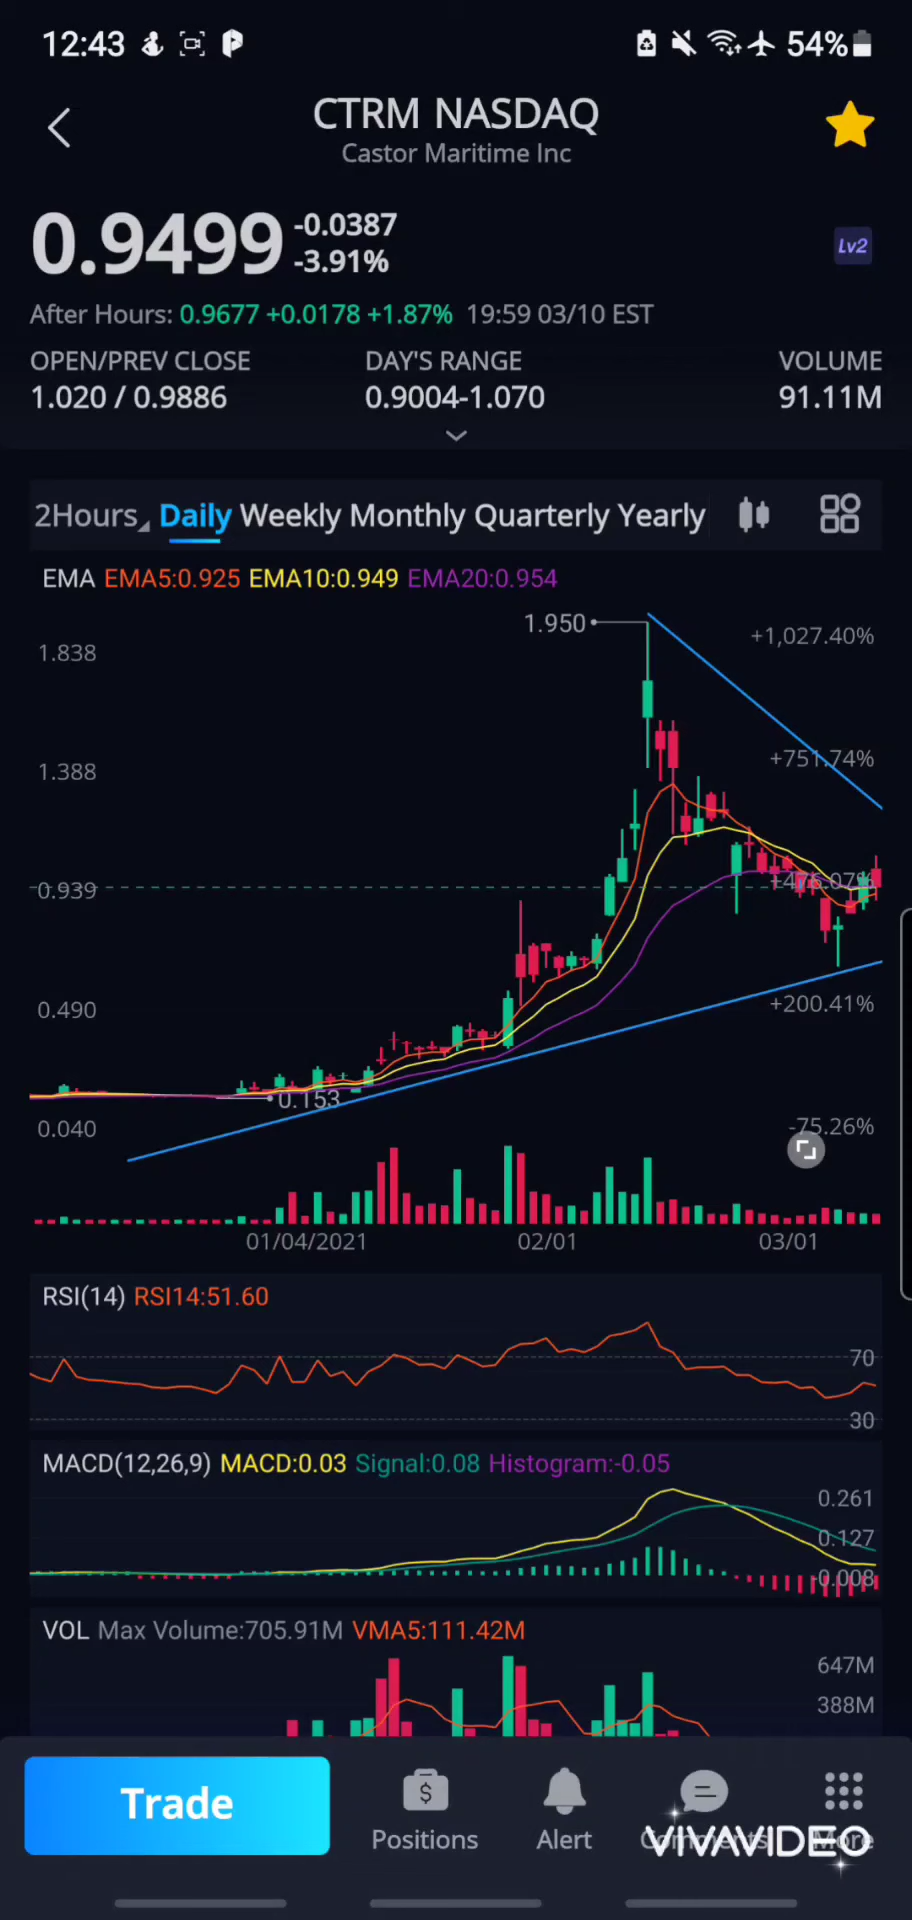 12:43 54%
CTRM NASDAQ
Castor Maritime Inc
0.9499 -0.0387
-3.91%
Lv2
After Hours: 0.9677 +0.0178 +1.87% 19:59 03/10 EST
OPEN/PREV CLOSE DAY'S RANGE VOLUME
1.020 / 0.9886 0.9004-1.070 91.11M
2Hours Daily Weekly Monthly Quarterly Yearly
EMA EMA5:0.925 EMA10:0.949 EMA20:0.954
1.950
+1,027.40%
1.838
+751.74%
1.388
+476.07%
0.939
+200.41%
0.490
0.153
0.040
-75.26%
01/04/2021 02/01 03/01
RSI(14) RSI14:51.60
70
30
MACD(12,26,9) MACD:0.03 Signal:0.08 Histogram:-0.05
0.261
0.127
-0.008
VOL Max Volume:705.91M VMA5:111.42M
647M
388M
Trade
Positions Alert Comments More
VIVAVIDEO